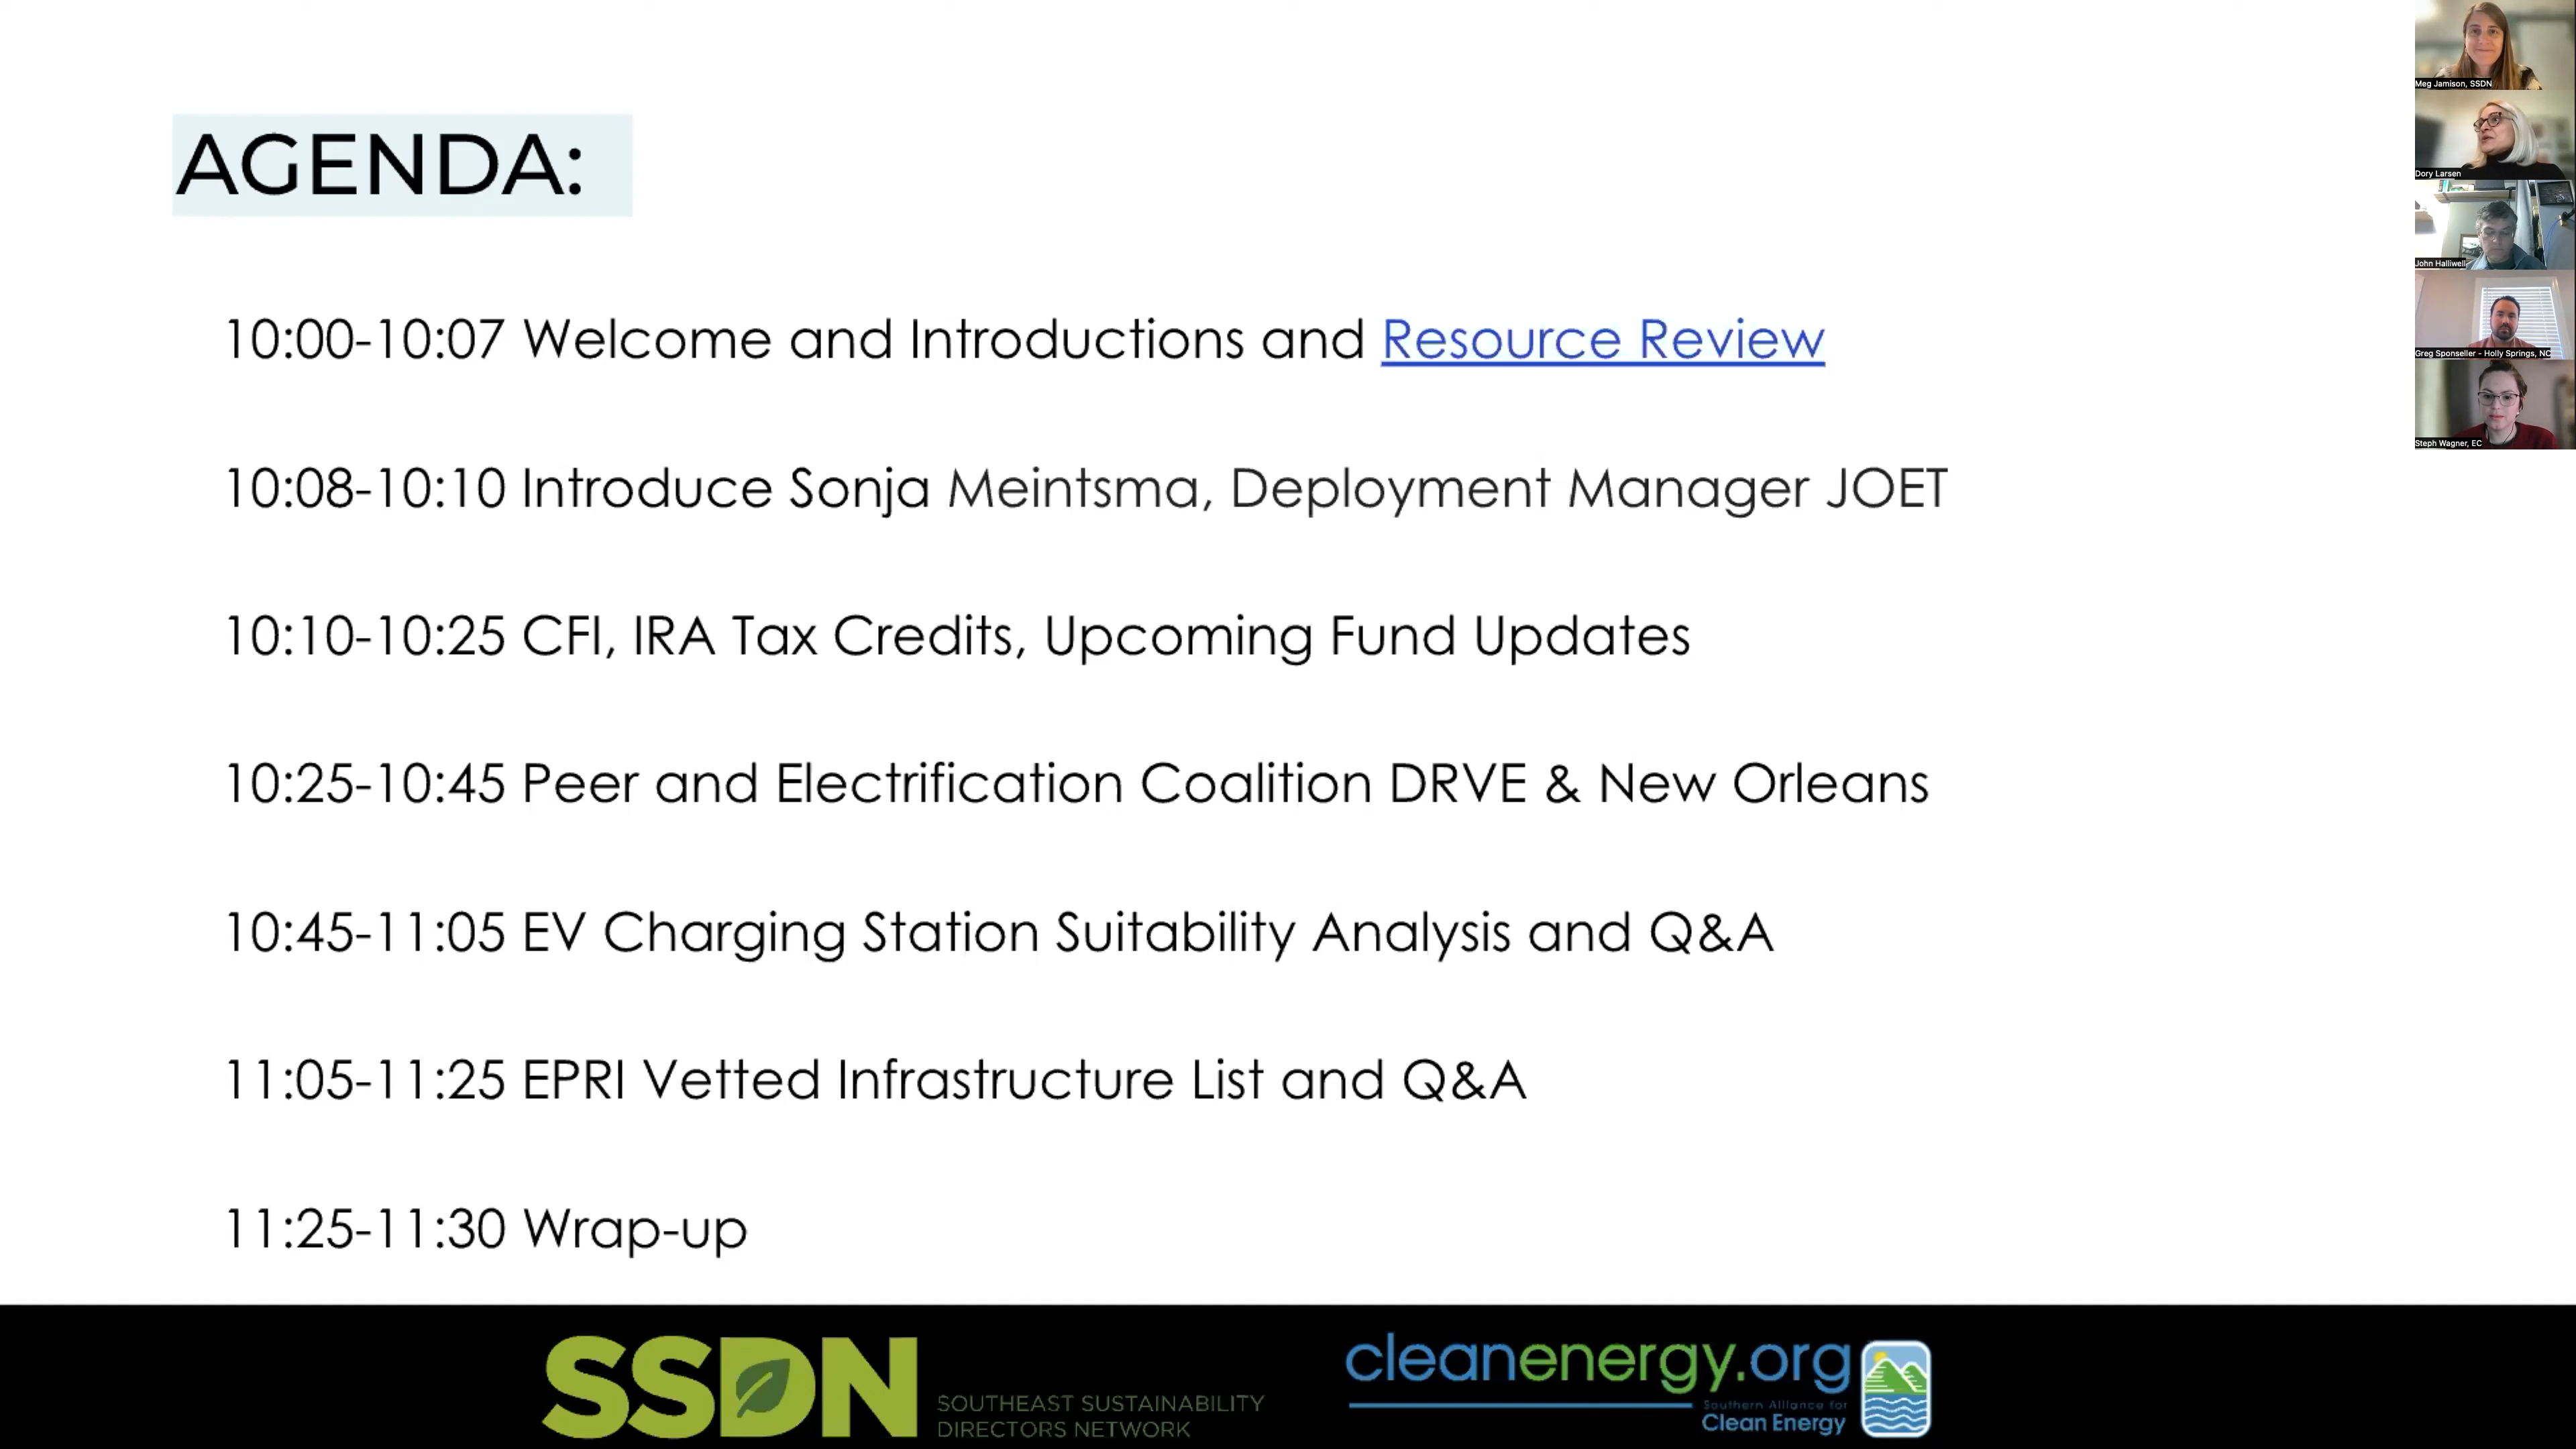 AGENDA:
10:00-10:07 Welcome and Introductions and Resource Review
10:08-10:10 Introduce Sonja Meintsma, Deployment Manager JOET
10:10-10:25 CFI, IRA Tax Credits, Upcoming Fund Updates
10:25-10:45 Peer and Electrification Coalition DRVE & New Orleans
10:45-11:05 EV Charging Station Suitability Analysis and Q&A
11:05-11:25 EPRI Vetted Infrastructure List and Q&A
11:25-11:30 Wrap-up
Meg Jamison, SSDN
Dory Larsen
John Halliwell
Greg Sponseller - Holly Springs, NC
Steph Wagner, EC
SSDN
SOUTHEAST SUSTAINABILITY
DIRECTORS NETWORK
cleanenergy.org
Southern Alliance for
Clean Energy